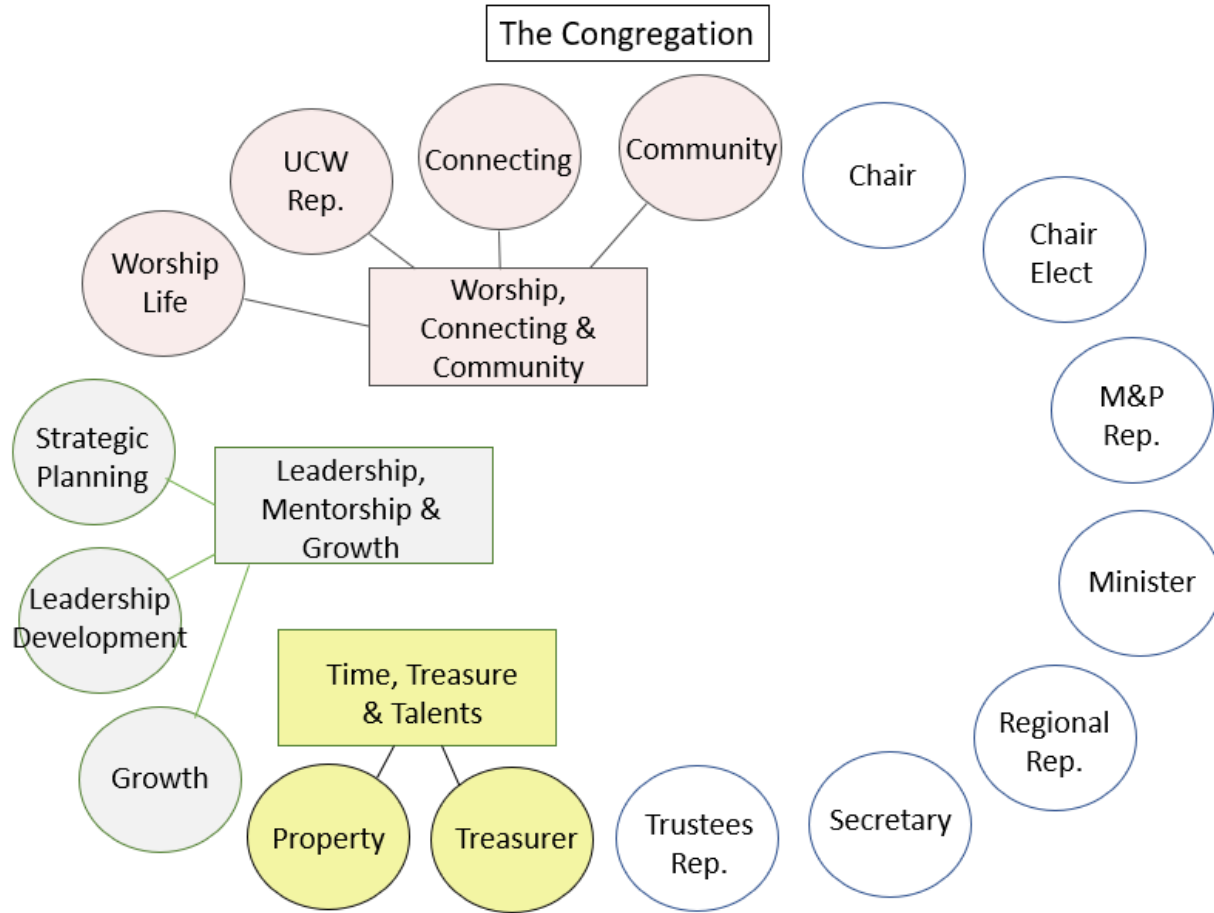 The Congregation
UCW
Rep.
Connecting
Community
Chair
Chair
Elect
Worship
Life
Worship,
Connecting &
Community
M&P
Rep.
Strategic
Planning
Leadership,
Mentorship &
Growth
Minister
Leadership
Development
Time, Treasure
& Talents
Regional
Rep.
Growth
Property
Treasurer
Trustees
Rep.
Secretary